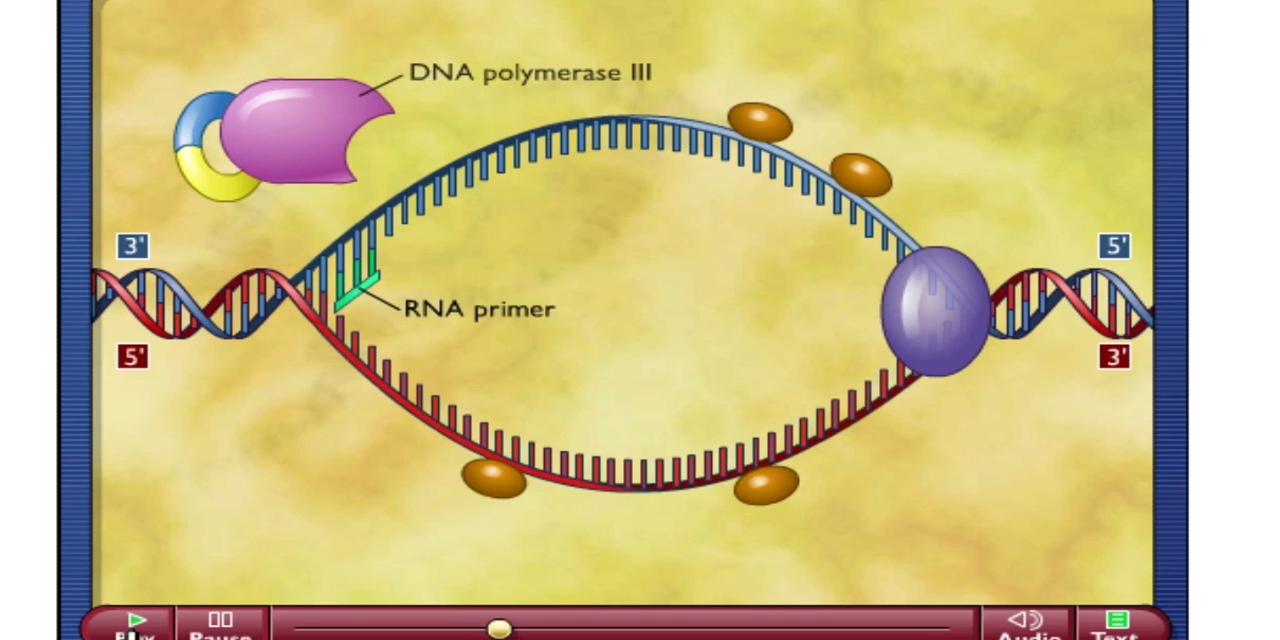 DNA polymerase III
3'
5'
RNA primer
5'
3'
Pause
Audio
Text